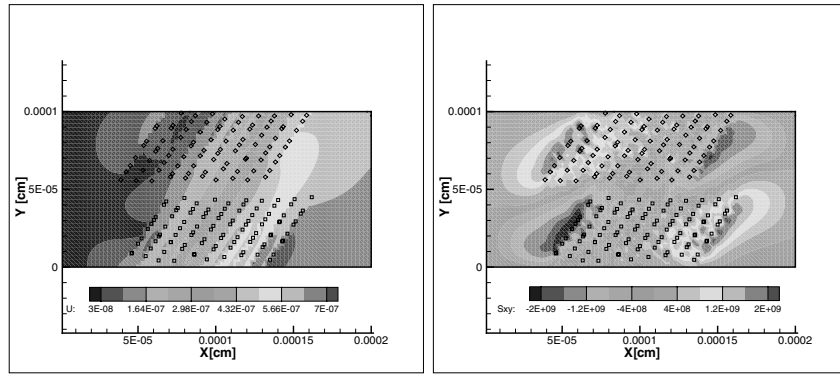 0.0001
Y [cm]
5E-05
0
U: 3E-08 1.64E-07 2.98E-07 4.32E-07 5.66E-07 7E-07
5E-05 0.0001 0.00015 0.0002
X[cm]
0.0001
Y [cm]
5E-05
0
Sxy: -2E+09 -1.2E+09 -4E+08 4E+08 1.2E+09 2E+09
5E-05 0.0001 0.00015 0.0002
X[cm]